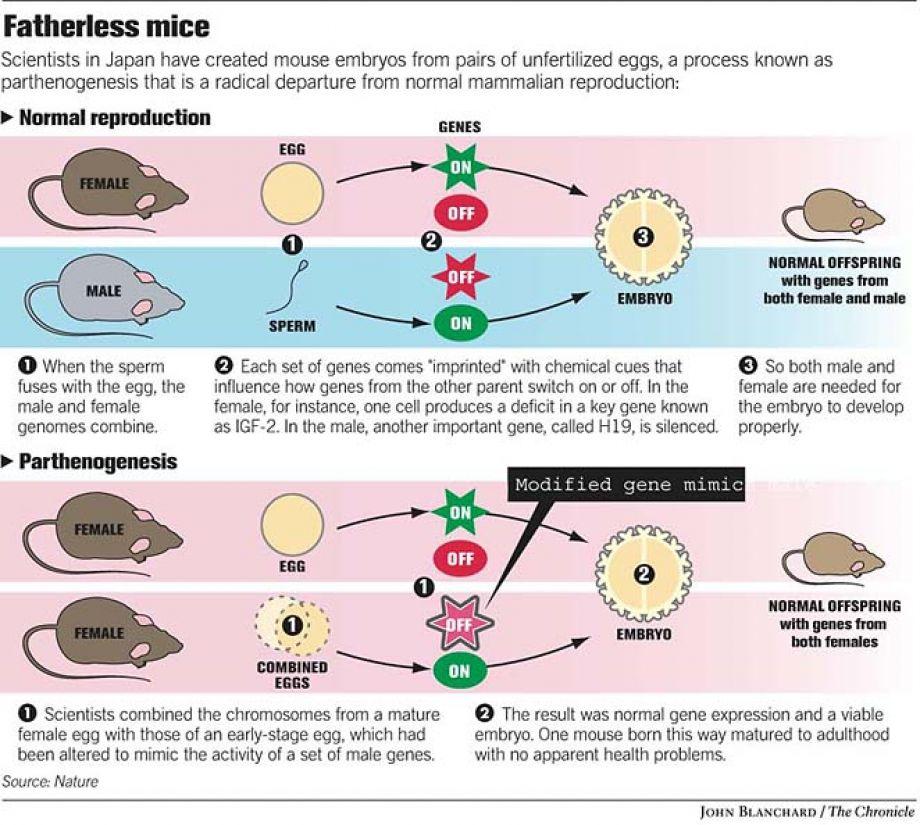 Fatherless mice
Scientists in Japan have created mouse embryos from pairs of unfertilized eggs, a process known as
parthenogenesis that is a radical departure from normal mammalian reproduction:
► Normal reproduction
GENES
EGG
FEMALE
ON
OFF
1
2
3
MALE
OFF
ON
SPERM
EMBRYO
NORMAL OFFSPRING
with genes from
both female and male
1 When the sperm
fuses with the egg, the
male and female
genomes combine.
2 Each set of genes comes "imprinted" with chemical cues that
influence how genes from the other parent switch on or off. In the
female, for instance, one cell produces a deficit in a key gene known
as IGF-2. In the male, another important gene, called H19, is silenced.
3 So both male and
female are needed for
the embryo to develop
properly.
► Parthenogenesis
Modified gene mimic
FEMALE
EGG
ON
OFF
1
2
FEMALE
1
COMBINED
EGGS
OFF
ON
EMBRYO
NORMAL OFFSPRING
with genes from
both females
1 Scientists combined the chromosomes from a mature
female egg with those of an early-stage egg, which had
been altered to mimic the activity of a set of male genes.
2 The result was normal gene expression and a viable
embryo. One mouse born this way matured to adulthood
with no apparent health problems.
Source: Nature
JOHN BLANCHARD / The Chronicle